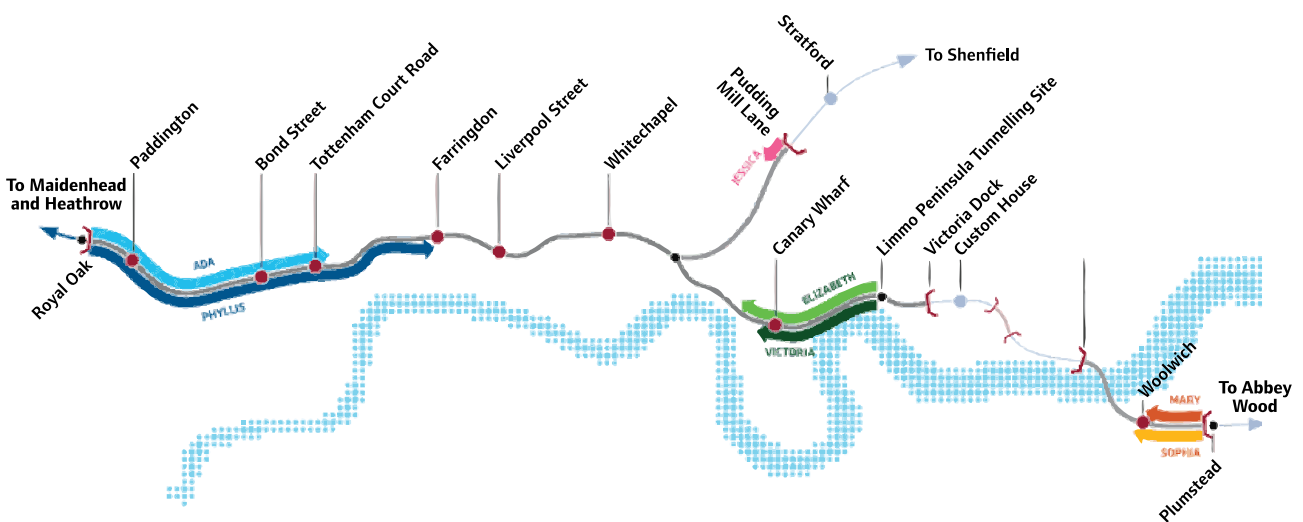 Stratford
To Shenfield
Pudding
Mill Lane
JESSICA
Paddington
Bond Street
Tottenham Court Road
Farringdon
Liverpool Street
Whitechapel
To Maidenhead
and Heathrow
Royal Oak
ADA
PHYLLIS
Canary Wharf
ELIZABETH
VICTORIA
Limmo Peninsula Tunnelling Site
Victoria Dock
Custom House
Woolwich
MARY
SOPHIA
To Abbey
Wood
Plumstead